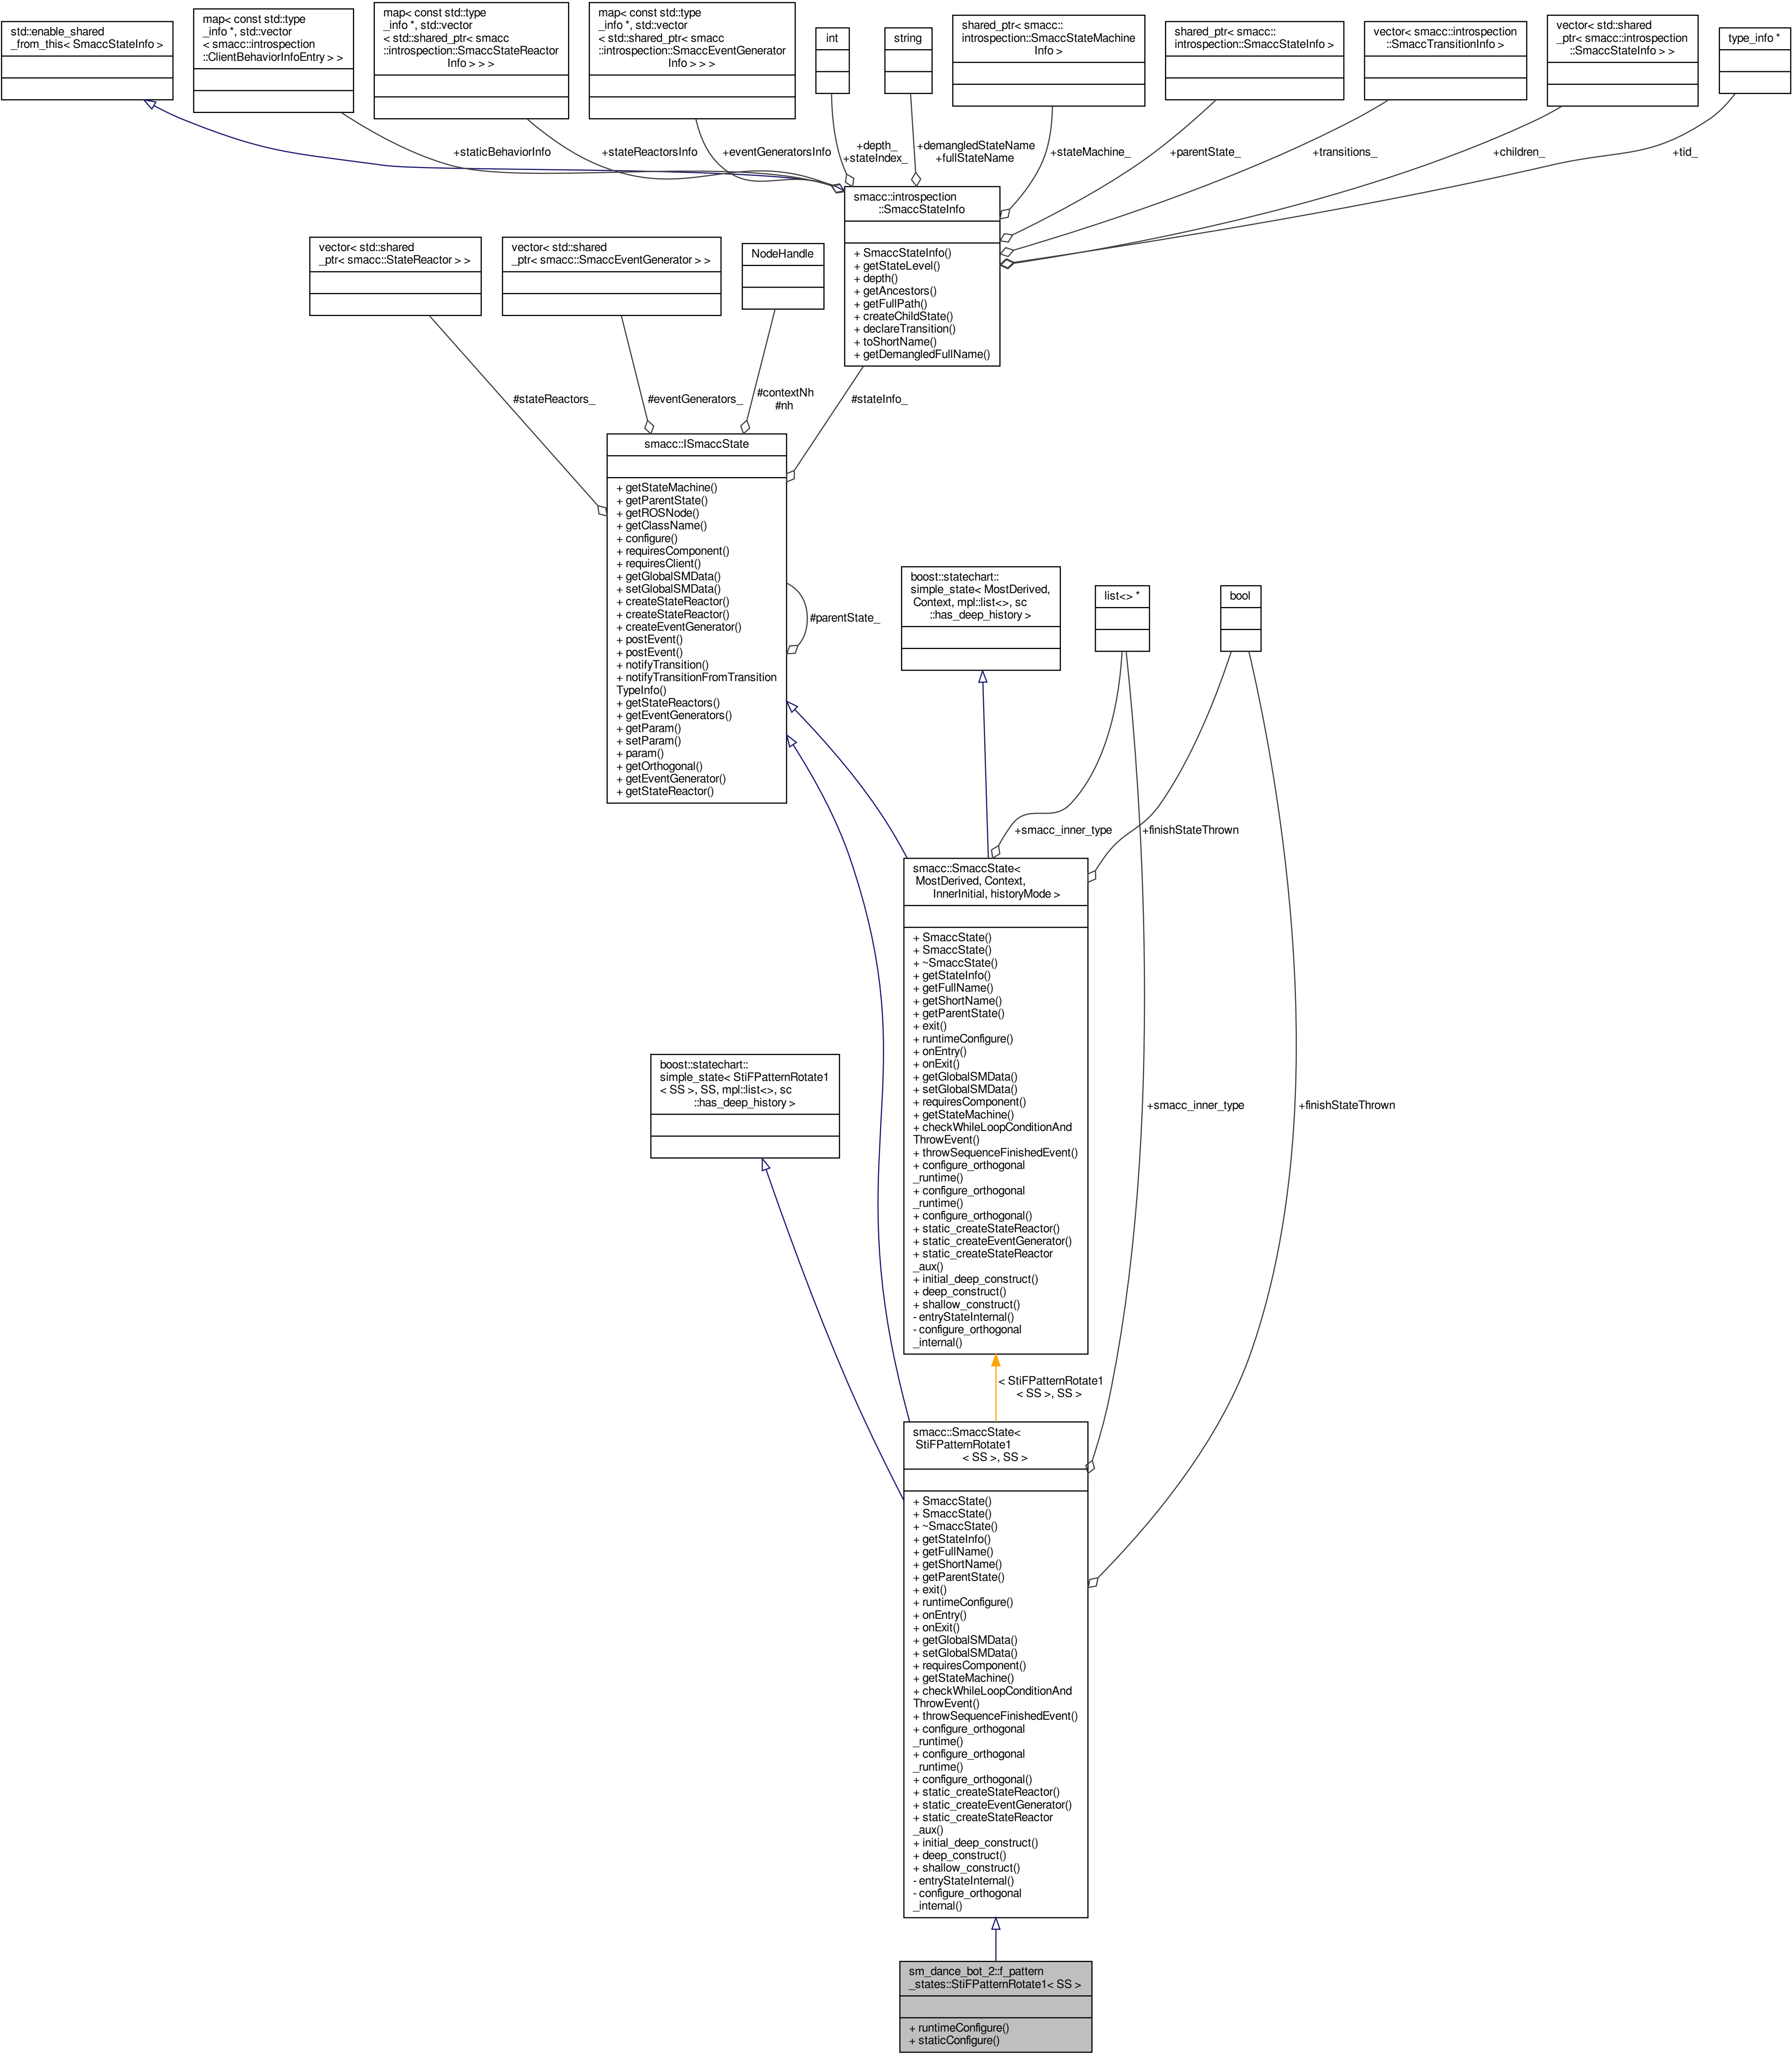 std::enable_shared
_from_this< SmaccStateInfo >
map< const std::type
_info *, std::vector
< smacc::introspection
::ClientBehaviorInfoEntry > >
map< const std::type
_info *, std::vector
< std::shared_ptr< smacc
::introspection::SmaccStateReactor
Info > > >
map< const std::type
_info *, std::vector
< std::shared_ptr< smacc
::introspection::SmaccEventGenerator
Info > > >
int
string
shared_ptr< smacc::
introspection::SmaccStateMachine
Info >
shared_ptr< smacc::
introspection::SmaccStateInfo >
vector< smacc::introspection
::SmaccTransitionInfo >
vector< std::shared
_ptr< smacc::introspection
::SmaccStateInfo > >
type_info *
+staticBehaviorInfo
+stateReactorsInfo
+eventGeneratorsInfo
+depth_
+stateIndex_
+demangledStateName
+fullStateName
+stateMachine_
+parentState_
+transitions_
+children_
+tid_
smacc::introspection
::SmaccStateInfo
+ SmaccStateInfo()
+ getStateLevel()
+ depth()
+ getAncestors()
+ getFullPath()
+ createChildState()
+ declareTransition()
+ toShortName()
+ getDemangledFullName()
vector< std::shared
_ptr< smacc::StateReactor > >
vector< std::shared
_ptr< smacc::SmaccEventGenerator > >
NodeHandle
#stateReactors_
#eventGenerators_
#contextNh
#nh
#stateInfo_
smacc::ISmaccState
+ getStateMachine()
+ getParentState()
+ getROSNode()
+ getClassName()
+ configure()
+ requiresComponent()
+ requiresClient()
+ getGlobalSMData()
+ setGlobalSMData()
+ createStateReactor()
+ createStateReactor()
+ createEventGenerator()
+ postEvent()
+ postEvent()
+ notifyTransition()
+ notifyTransitionFromTransition
TypeInfo()
+ getStateReactors()
+ getEventGenerators()
+ getParam()
+ setParam()
+ param()
+ getOrthogonal()
+ getEventGenerator()
+ getStateReactor()
#parentState_
boost::statechart::
simple_state< MostDerived,
Context, mpl::list<>, sc
::has_deep_history >
list<> *
bool
+smacc_inner_type
+finishStateThrown
smacc::SmaccState<
MostDerived, Context,
InnerInitial, historyMode >
+ SmaccState()
+ SmaccState()
+ ~SmaccState()
+ getStateInfo()
+ getFullName()
+ getShortName()
+ getParentState()
+ exit()
+ runtimeConfigure()
+ onEntry()
+ onExit()
+ getGlobalSMData()
+ setGlobalSMData()
+ requiresComponent()
+ getStateMachine()
+ checkWhileLoopConditionAnd
ThrowEvent()
+ throwSequenceFinishedEvent()
+ configure_orthogonal
_runtime()
+ configure_orthogonal
_runtime()
+ configure_orthogonal()
+ static_createStateReactor()
+ static_createEventGenerator()
+ static_createStateReactor
_aux()
+ initial_deep_construct()
+ deep_construct()
+ shallow_construct()
- entryStateInternal()
- configure_orthogonal
_internal()
boost::statechart::
simple_state< StiFPatternRotate1
< SS >, SS, mpl::list<>, sc
::has_deep_history >
+smacc_inner_type
+finishStateThrown
< StiFPatternRotate1
< SS >, SS >
smacc::SmaccState<
StiFPatternRotate1
< SS >, SS >
+ SmaccState()
+ SmaccState()
+ ~SmaccState()
+ getStateInfo()
+ getFullName()
+ getShortName()
+ getParentState()
+ exit()
+ runtimeConfigure()
+ onEntry()
+ onExit()
+ getGlobalSMData()
+ setGlobalSMData()
+ requiresComponent()
+ getStateMachine()
+ checkWhileLoopConditionAnd
ThrowEvent()
+ throwSequenceFinishedEvent()
+ configure_orthogonal
_runtime()
+ configure_orthogonal
_runtime()
+ configure_orthogonal()
+ static_createStateReactor()
+ static_createEventGenerator()
+ static_createStateReactor
_aux()
+ initial_deep_construct()
+ deep_construct()
+ shallow_construct()
- entryStateInternal()
- configure_orthogonal
_internal()
sm_dance_bot_2::f_pattern
_states::StiFPatternRotate1< SS >
+ runtimeConfigure()
+ staticConfigure()